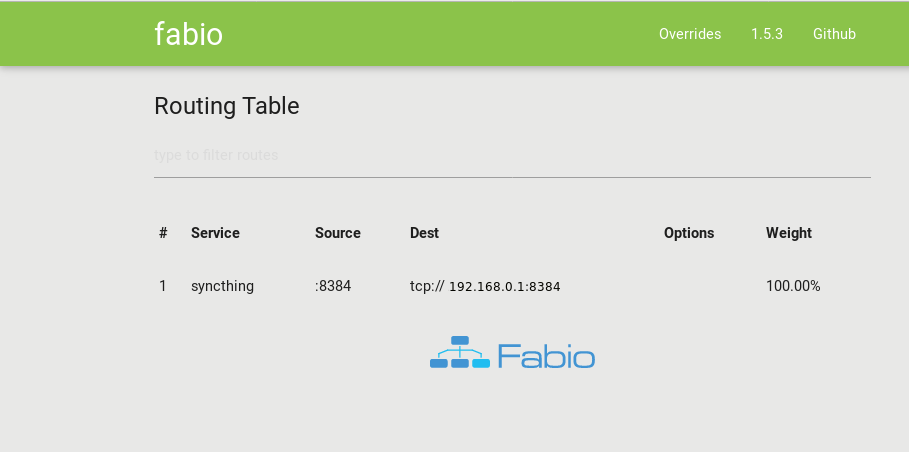 fabio Overrides 1.5.3 Github
Routing Table
type to filter routes
# Service Source Dest Options Weight
1 syncthing :8384 tcp:// 192.168.0.1:8384 100.00%
Fabio